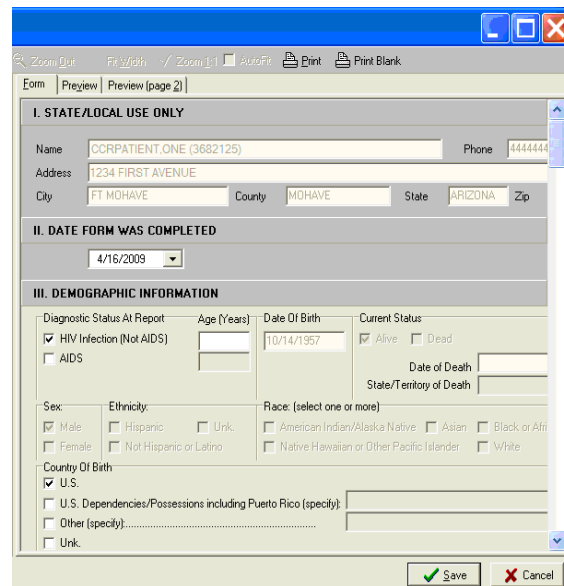 Zoom Out Fit Width Zoom 1:1 AutoFit Print Print Blank
Form Preview Preview (page 2)
I. STATE/LOCAL USE ONLY
Name CCRPATIENT,ONE (3682125) Phone 4444444
Address 1234 FIRST AVENUE
City FT MOHAVE County MOHAVE State ARIZONA Zip
II. DATE FORM WAS COMPLETED
4/16/2009
III. DEMOGRAPHIC INFORMATION
Diagnostic Status At Report Age (Years) Date Of Birth Current Status
HIV Infection (Not AIDS) 10/14/1957 Alive Dead
AIDS Date of Death
State/Territory of Death
Sex: Ethnicity: Race: (select one or more)
Male Hispanic Unk. American Indian/Alaska Native Asian Black or Afri
Female Not Hispanic or Latino Native Hawaiian or Other Pacific Islander White
Country Of Birth
U.S.
U.S. Dependencies/Possessions including Puerto Rico (specify):
Other (specify):.................................................................
Unk.
Save Cancel